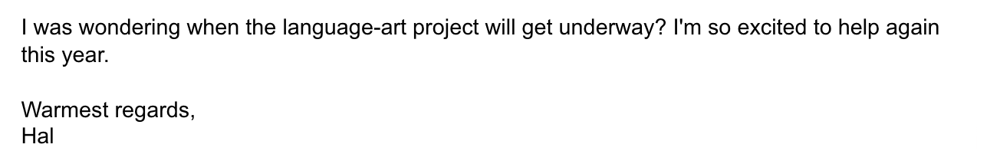 I was wondering when the language-art project will get underway? I'm so excited to help again
this year.
Warmest regards,
Hal